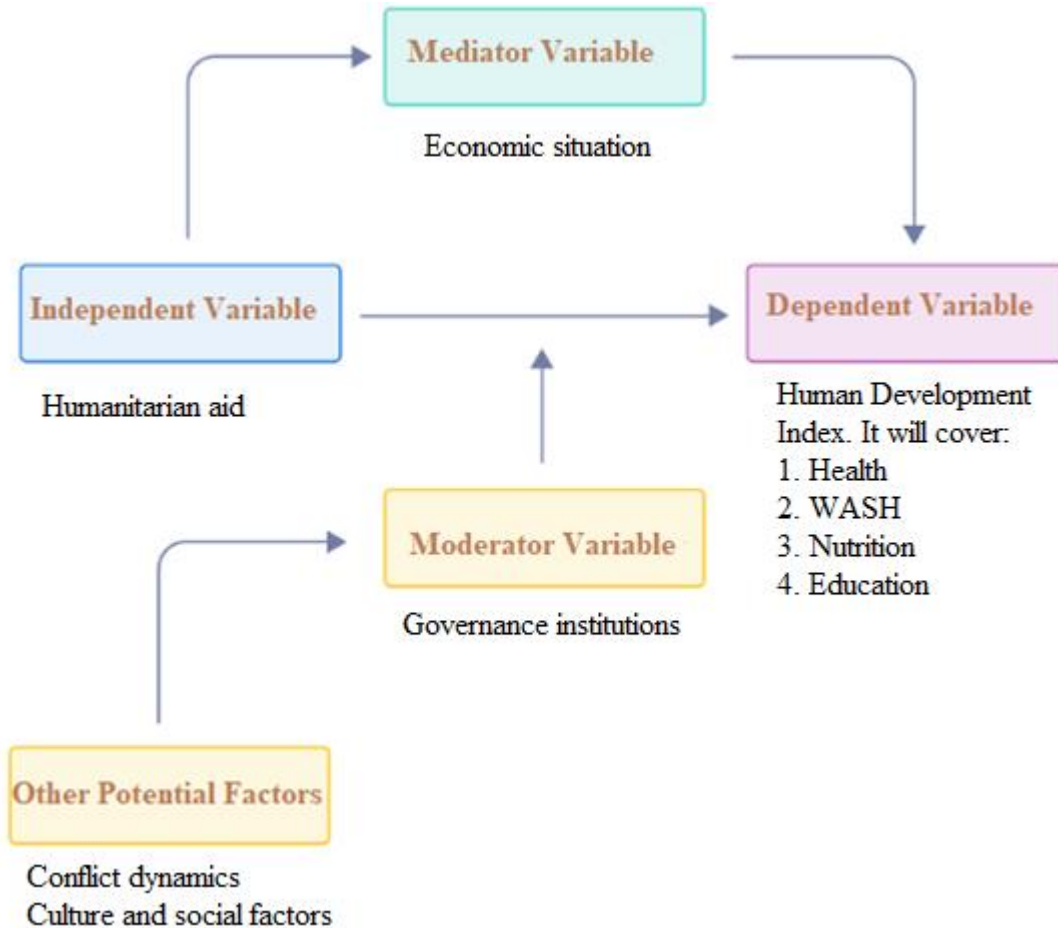 Mediator Variable
Economic situation
Independent Variable
Humanitarian aid
Dependent Variable
Human Development
Index. It will cover:
1. Health
2. WASH
3. Nutrition
4. Education
Moderator Variable
Governance institutions
Other Potential Factors
Conflict dynamics
Culture and social factors